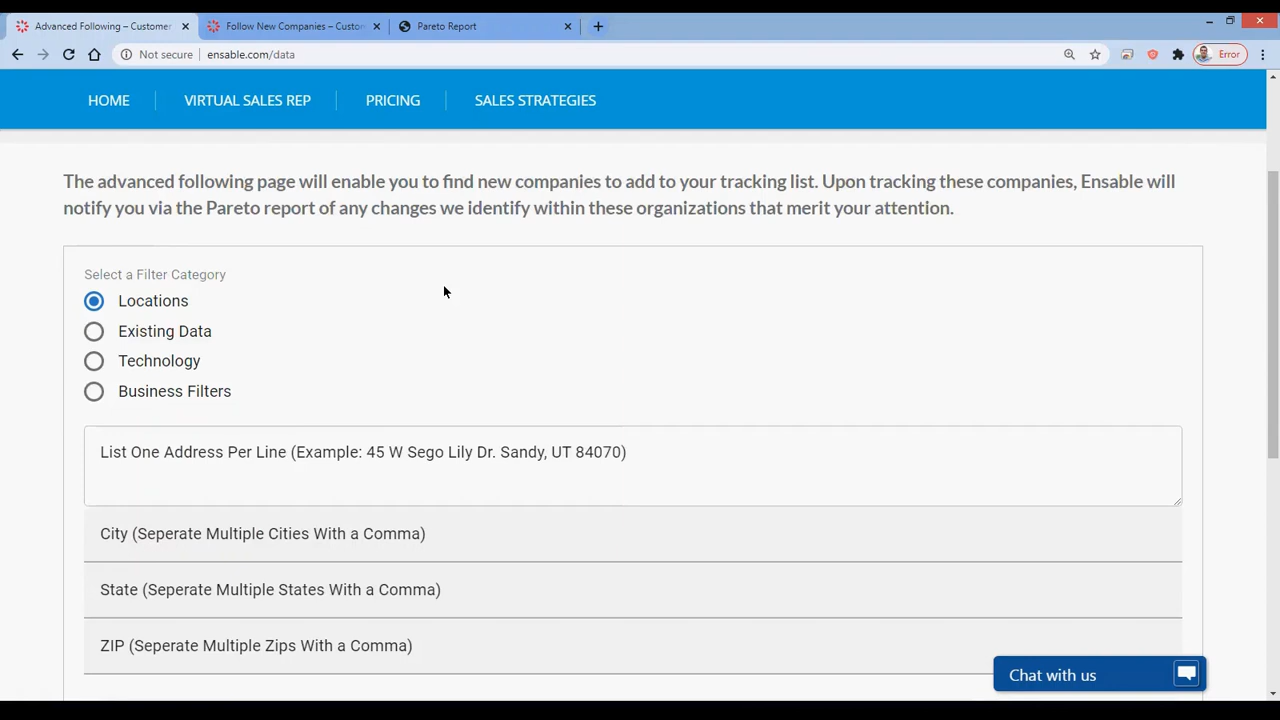 Advanced Following – Customer
Follow New Companies – Custo
Pareto Report
Not secure
ensable.com/data
Error
HOME
VIRTUAL SALES REP
PRICING
SALES STRATEGIES
The advanced following page will enable you to find new companies to add to your tracking list. Upon tracking these companies, Ensable will
notify you via the Pareto report of any changes we identify within these organizations that merit your attention.
Select a Filter Category
Locations
Existing Data
Technology
Business Filters
List One Address Per Line (Example: 45 W Sego Lily Dr. Sandy, UT 84070)
City (Seperate Multiple Cities With a Comma)
State (Seperate Multiple States With a Comma)
ZIP (Seperate Multiple Zips With a Comma)
Chat with us